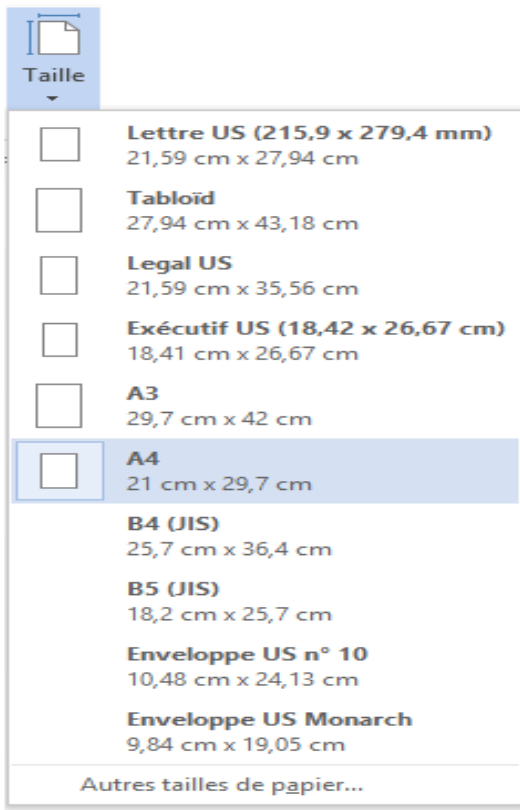 Taille
Lettre US (215,9 x 279,4 mm)
21,59 cm x 27,94 cm
Tabloïd
27,94 cm x 43,18 cm
Legal US
21,59 cm x 35,56 cm
Exécutif US (18,42 x 26,67 cm)
18,41 cm x 26,67 cm
A3
29,7 cm x 42 cm
A4
21 cm x 29,7 cm
B4 (JIS)
25,7 cm x 36,4 cm
B5 (JIS)
18,2 cm x 25,7 cm
Enveloppe US n° 10
10,48 cm x 24,13 cm
Enveloppe US Monarch
9,84 cm x 19,05 cm
Autres tailles de papier...